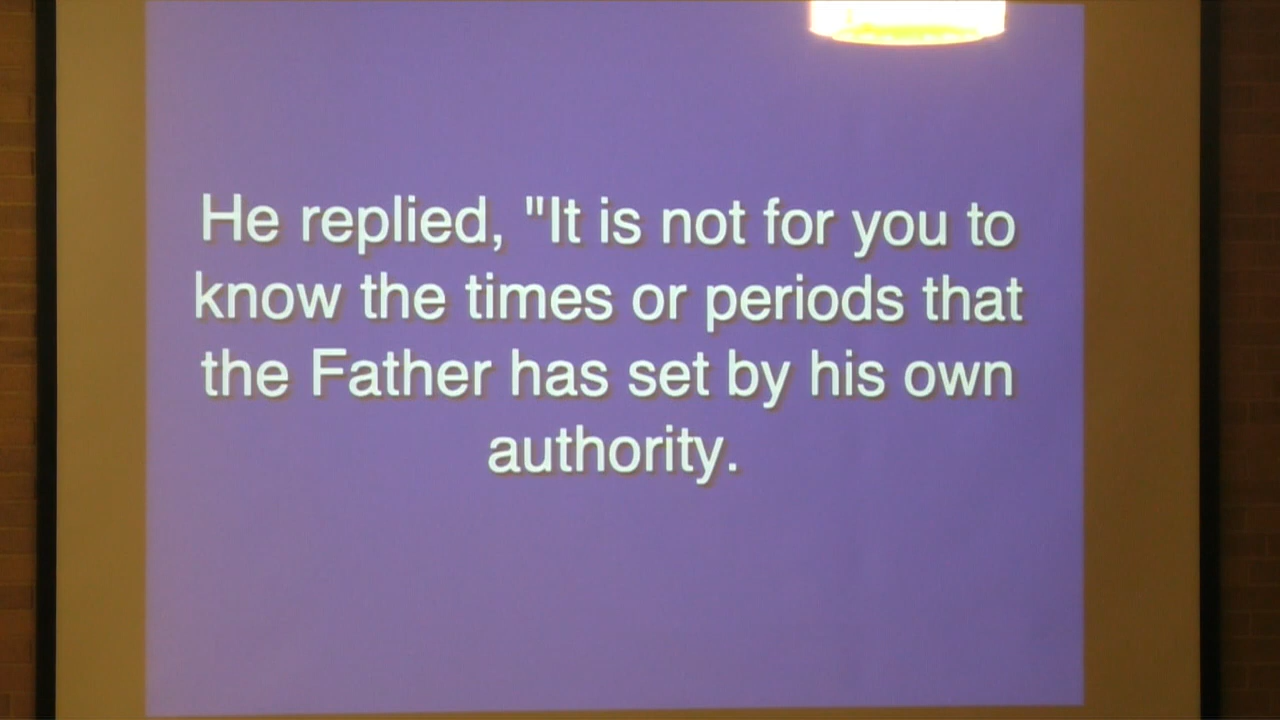 He replied, "It is not for you to
know the times or periods that
the Father has set by his own
authority.